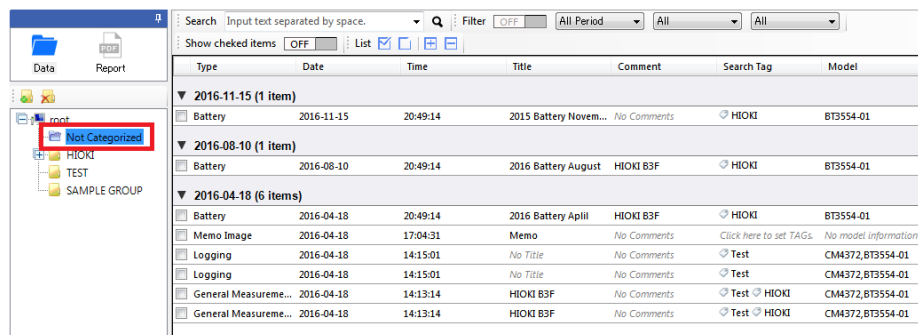 Search Input text separated by space. Filter OFF All Period All All
Show cheked items OFF List
Data Report
PDF
root
Not Categorized
HIOKI
TEST
SAMPLE GROUP
Type Date Time Title Comment Search Tag Model
2016-11-15 (1 item)
Battery 2016-11-15 20:49:14 2015 Battery Novem... No Comments HIOKI BT3554-01
2016-08-10 (1 item)
Battery 2016-08-10 20:49:14 2016 Battery August HIOKI B3F HIOKI BT3554-01
2016-04-18 (6 items)
Battery 2016-04-18 20:49:14 2016 Battery Aplil HIOKI B3F HIOKI BT3554-01
Memo Image 2016-04-18 17:04:31 Memo No Comments Click here to set TAGs. No model information
Logging 2016-04-18 14:15:01 No Title No Comments Test CM4372,BT3554-01
Logging 2016-04-18 14:15:01 No Title No Comments Test CM4372,BT3554-01
General Measureme... 2016-04-18 14:13:14 HIOKI B3F No Comments Test HIOKI CM4372,BT3554-01
General Measureme... 2016-04-18 14:13:14 HIOKI B3F No Comments Test HIOKI CM4372,BT3554-01